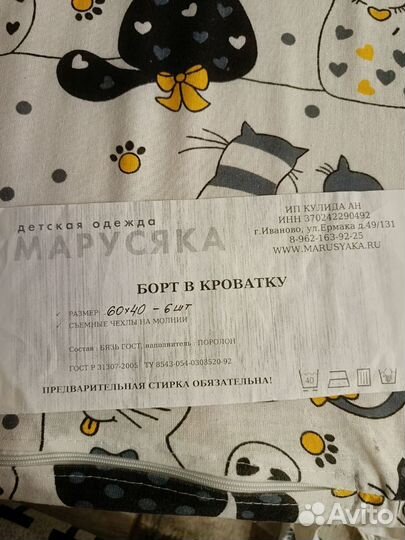 детская одежда
МАРУСЯКА
ИП КУЛИДА АН
ИНН 370242290492
г.Иваново, ул.Ермака д.49/131
8-962-163-92-25
WWW.MARUSYAKA.RU
БОРТ В КРОВАТКУ
✓ РАЗМЕР: 60х40 - 6 шт
✓ СЪЕМНЫЕ ЧЕХЛЫ НА МОЛНИИ
Состав : БЯЗЬ ГОСТ, наполнитель : ПОРОЛОН
ГОСТ Р 31307-2005 ТУ 8543-054-0303520-92
ПРЕДВАРИТЕЛЬНАЯ СТИРКА ОБЯЗАТЕЛЬНА!
40
Avito